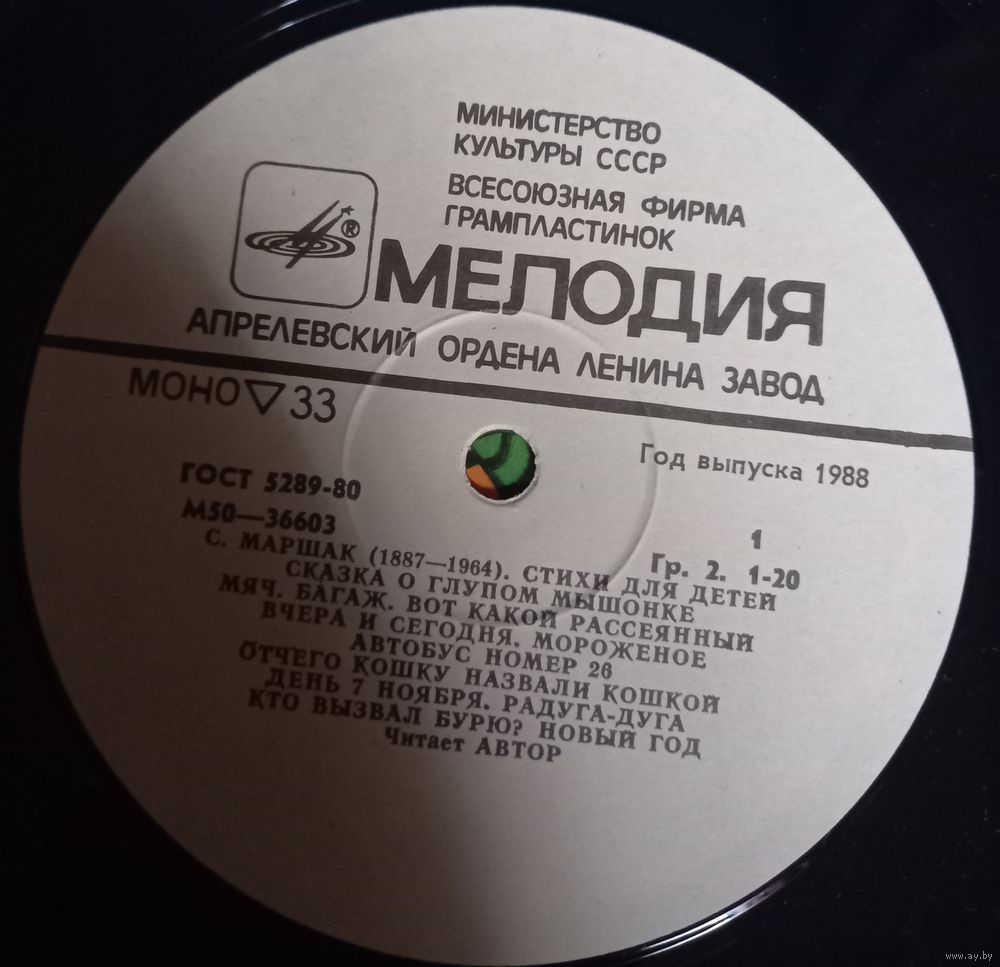 МИНИСТЕРСТВО
КУЛЬТУРЫ СССР
ВСЕСОЮЗНАЯ ФИРМА
ГРАМПЛАСТИНОК
®
МЕЛОДИЯ
АПРЕЛЕВСКИЙ ОРДЕНА ЛЕНИНА ЗАВОД
МОНО ▽ 33
Год выпуска 1988
ГОСТ 5289-80
М50—36603
1
Гр. 2. 1-20
С. МАРШАК (1887—1964). СТИХИ ДЛЯ ДЕТЕЙ
СКАЗКА О ГЛУПОМ МЫШОНКЕ
МЯЧ. БАГАЖ. ВОТ КАКОЙ РАССЕЯННЫЙ
ВЧЕРА И СЕГОДНЯ. МОРОЖЕНОЕ
АВТОБУС НОМЕР 26
ОТЧЕГО КОШКУ НАЗВАЛИ КОШКОЙ
ДЕНЬ 7 НОЯБРЯ. РАДУГА-ДУГА
КТО ВЫЗВАЛ БУРЮ? НОВЫЙ ГОД
Читает АВТОР
www.ay.by